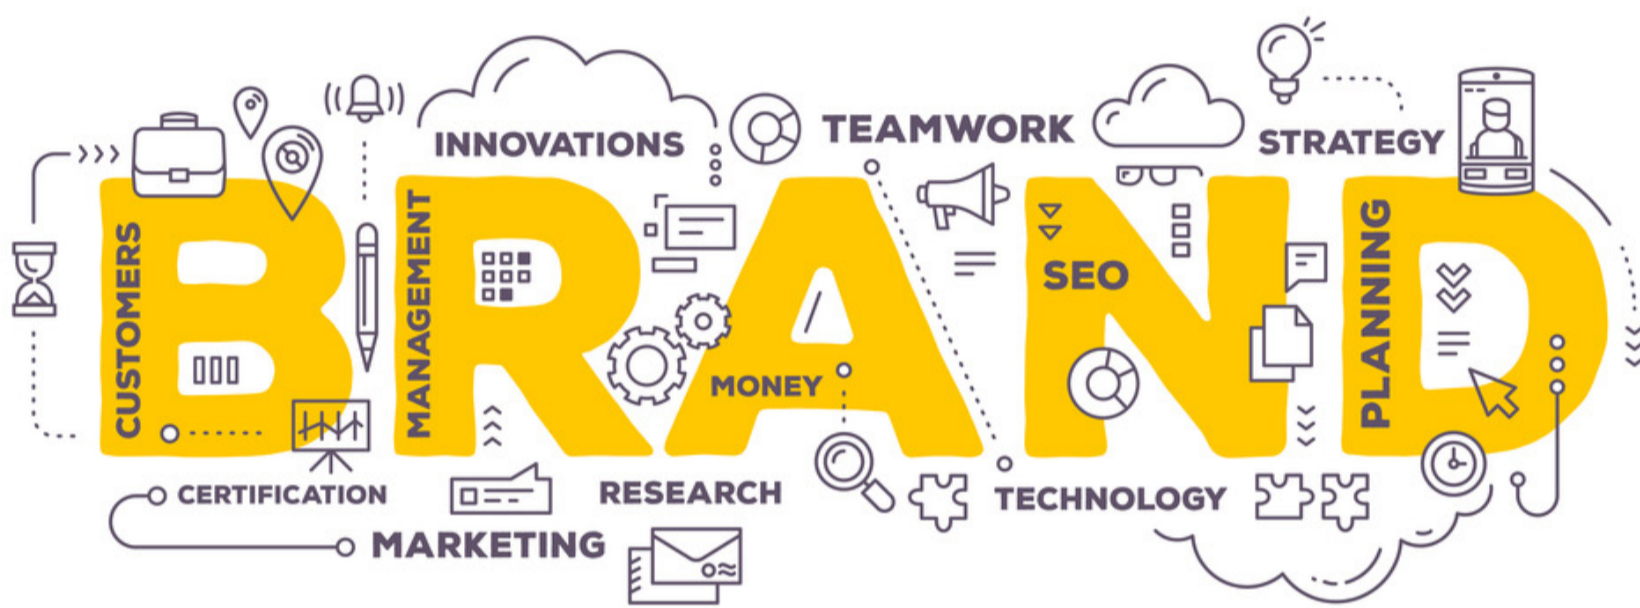 INNOVATIONS
TEAMWORK
STRATEGY
BRAND
CUSTOMERS
MANAGEMENT
SEO
PLANNING
MONEY
CERTIFICATION
RESEARCH
TECHNOLOGY
MARKETING